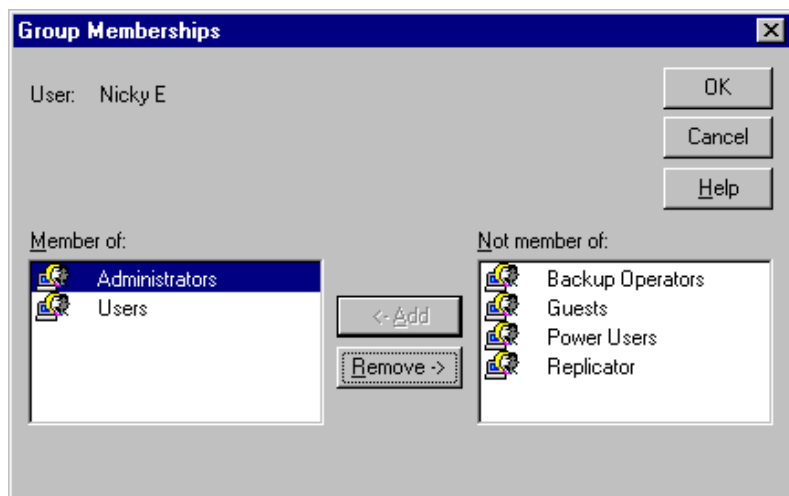 Group Memberships
User: Nicky E
OK
Cancel
Help
Member of:
Administrators
Users
<- Add
Remove ->
Not member of:
Backup Operators
Guests
Power Users
Replicator